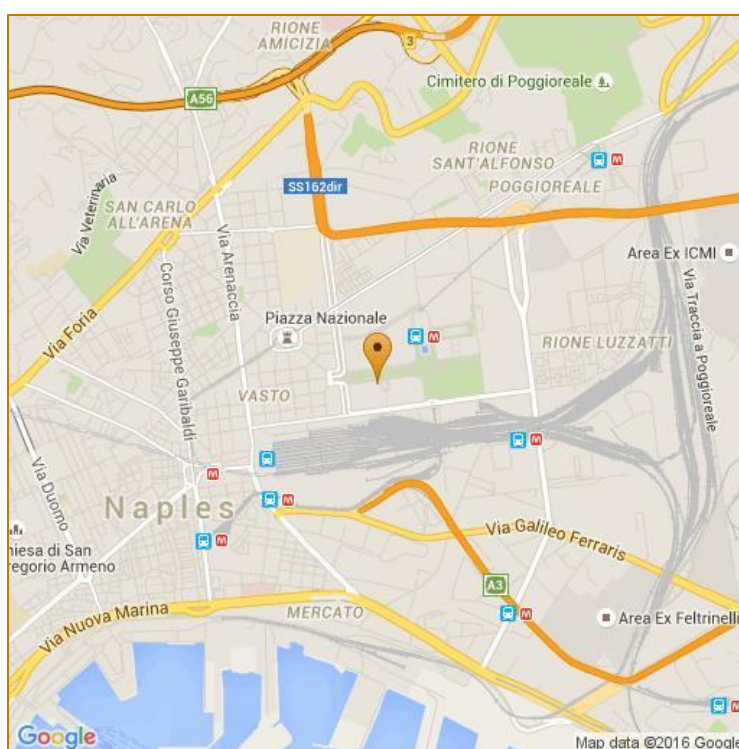 RIONE
AMICIZIA
3
Cimitero di Poggioreale
A56
RIONE
SANT'ALFONSO
M
POGGIOREALE
SS162dir
Via Veterinaria
SAN CARLO
ALL'ARENA
Via Arenaccia
Area Ex ICMI
Via Traccia a Poggioreale
Corso Giuseppe Garibaldi
Via Foria
Piazza Nazionale
M
RIONE LUZZATTI
VASTO
M
M
Via Duomo
Naples
M
M
Via Galileo Ferraris
hiesa di San
regorio Armeno
A3
MERCATO
M
Area Ex Feltrinelli
Via Nuova Marina
M
Google
Map data ©2016 Google